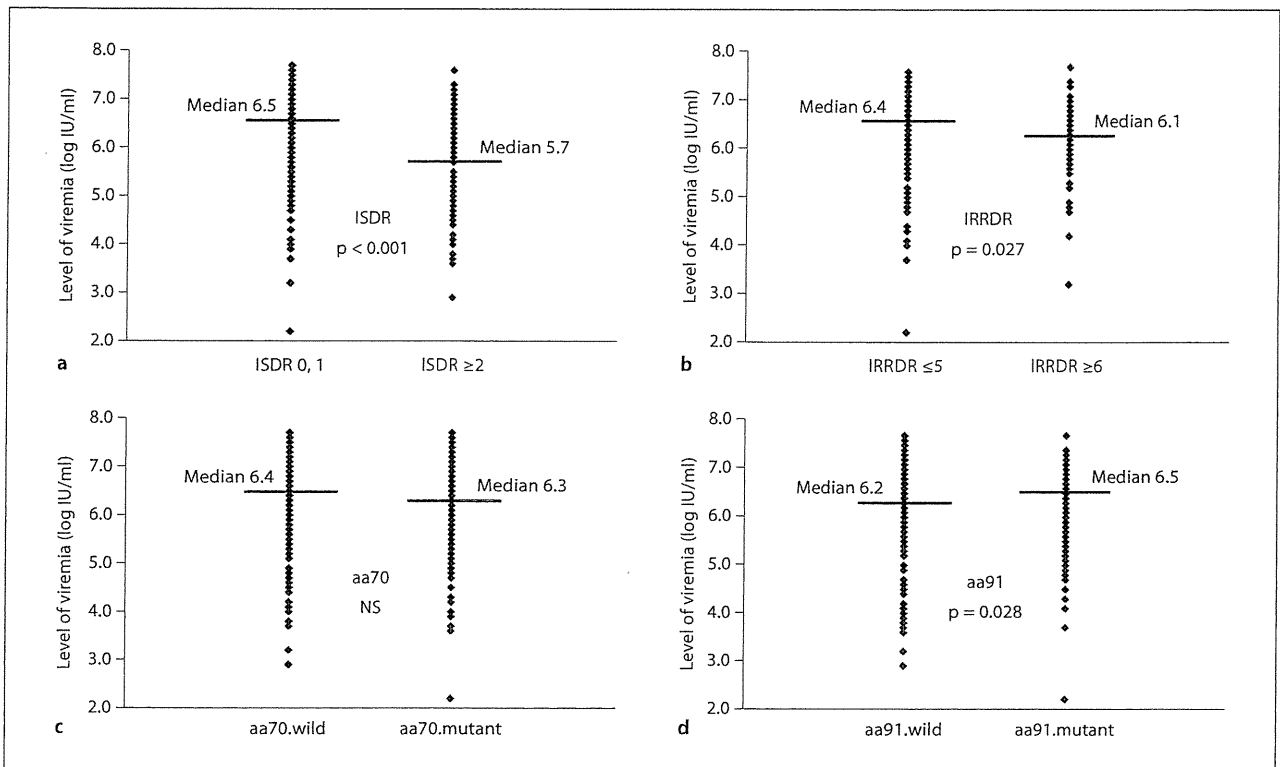 8.0
7.0
6.0
5.0
4.0
3.0
2.0
Level of viremia (log IU/ml)
Median 6.5
Median 5.7
ISDR
p < 0.001
a
ISDR 0, 1
ISDR ≥2
8.0
7.0
6.0
5.0
4.0
3.0
2.0
Level of viremia (log IU/ml)
Median 6.4
Median 6.1
IRRDR
p = 0.027
b
IRRDR ≤5
IRRDR ≥6
8.0
7.0
6.0
5.0
4.0
3.0
2.0
Level of viremia (log IU/ml)
Median 6.4
Median 6.3
aa70
NS
c
aa70.wild
aa70.mutant
8.0
7.0
6.0
5.0
4.0
3.0
2.0
Level of viremia (log IU/ml)
Median 6.2
Median 6.5
aa91
p = 0.028
d
aa91.wild
aa91.mutant